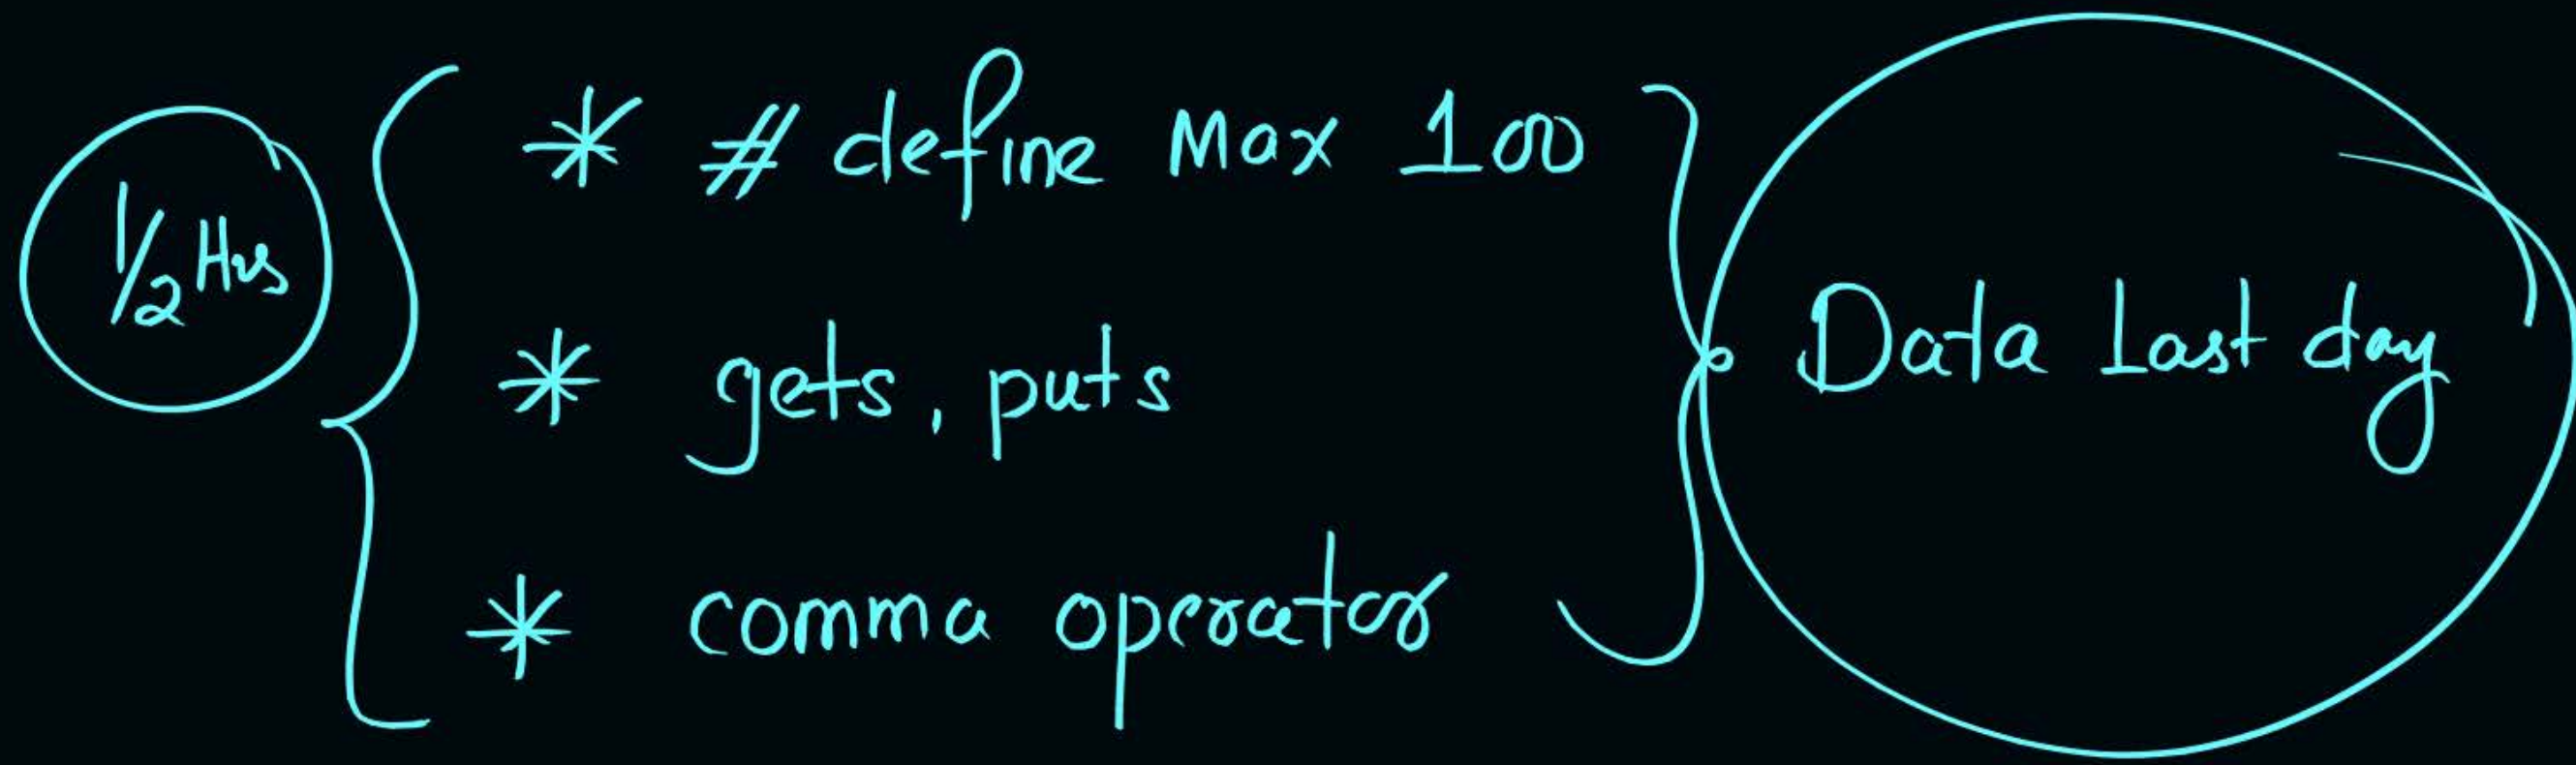 1/2 Hrs
* # define Max 100
* gets, puts
* comma operator
Data Last day